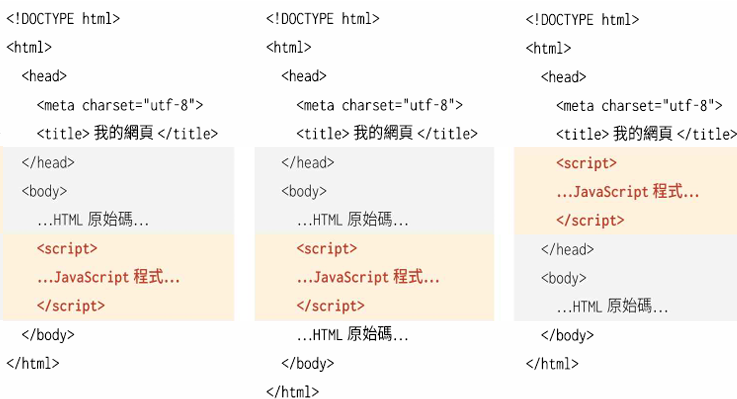 <!DOCTYPE html>
<html>
<head>
<meta charset="utf-8">
<title>我的網頁</title>
</head>
<body>
...HTML 原始碼...
<script>
...JavaScript 程式...
</script>
</body>
</html>
<!DOCTYPE html>
<html>
<head>
<meta charset="utf-8">
<title>我的網頁</title>
</head>
<body>
...HTML 原始碼...
<script>
...JavaScript 程式...
</script>
...HTML 原始碼...
</body>
</html>
<!DOCTYPE html>
<html>
<head>
<meta charset="utf-8">
<title>我的網頁</title>
<script>
...JavaScript 程式...
</script>
</head>
<body>
...HTML 原始碼...
</body>
</html>